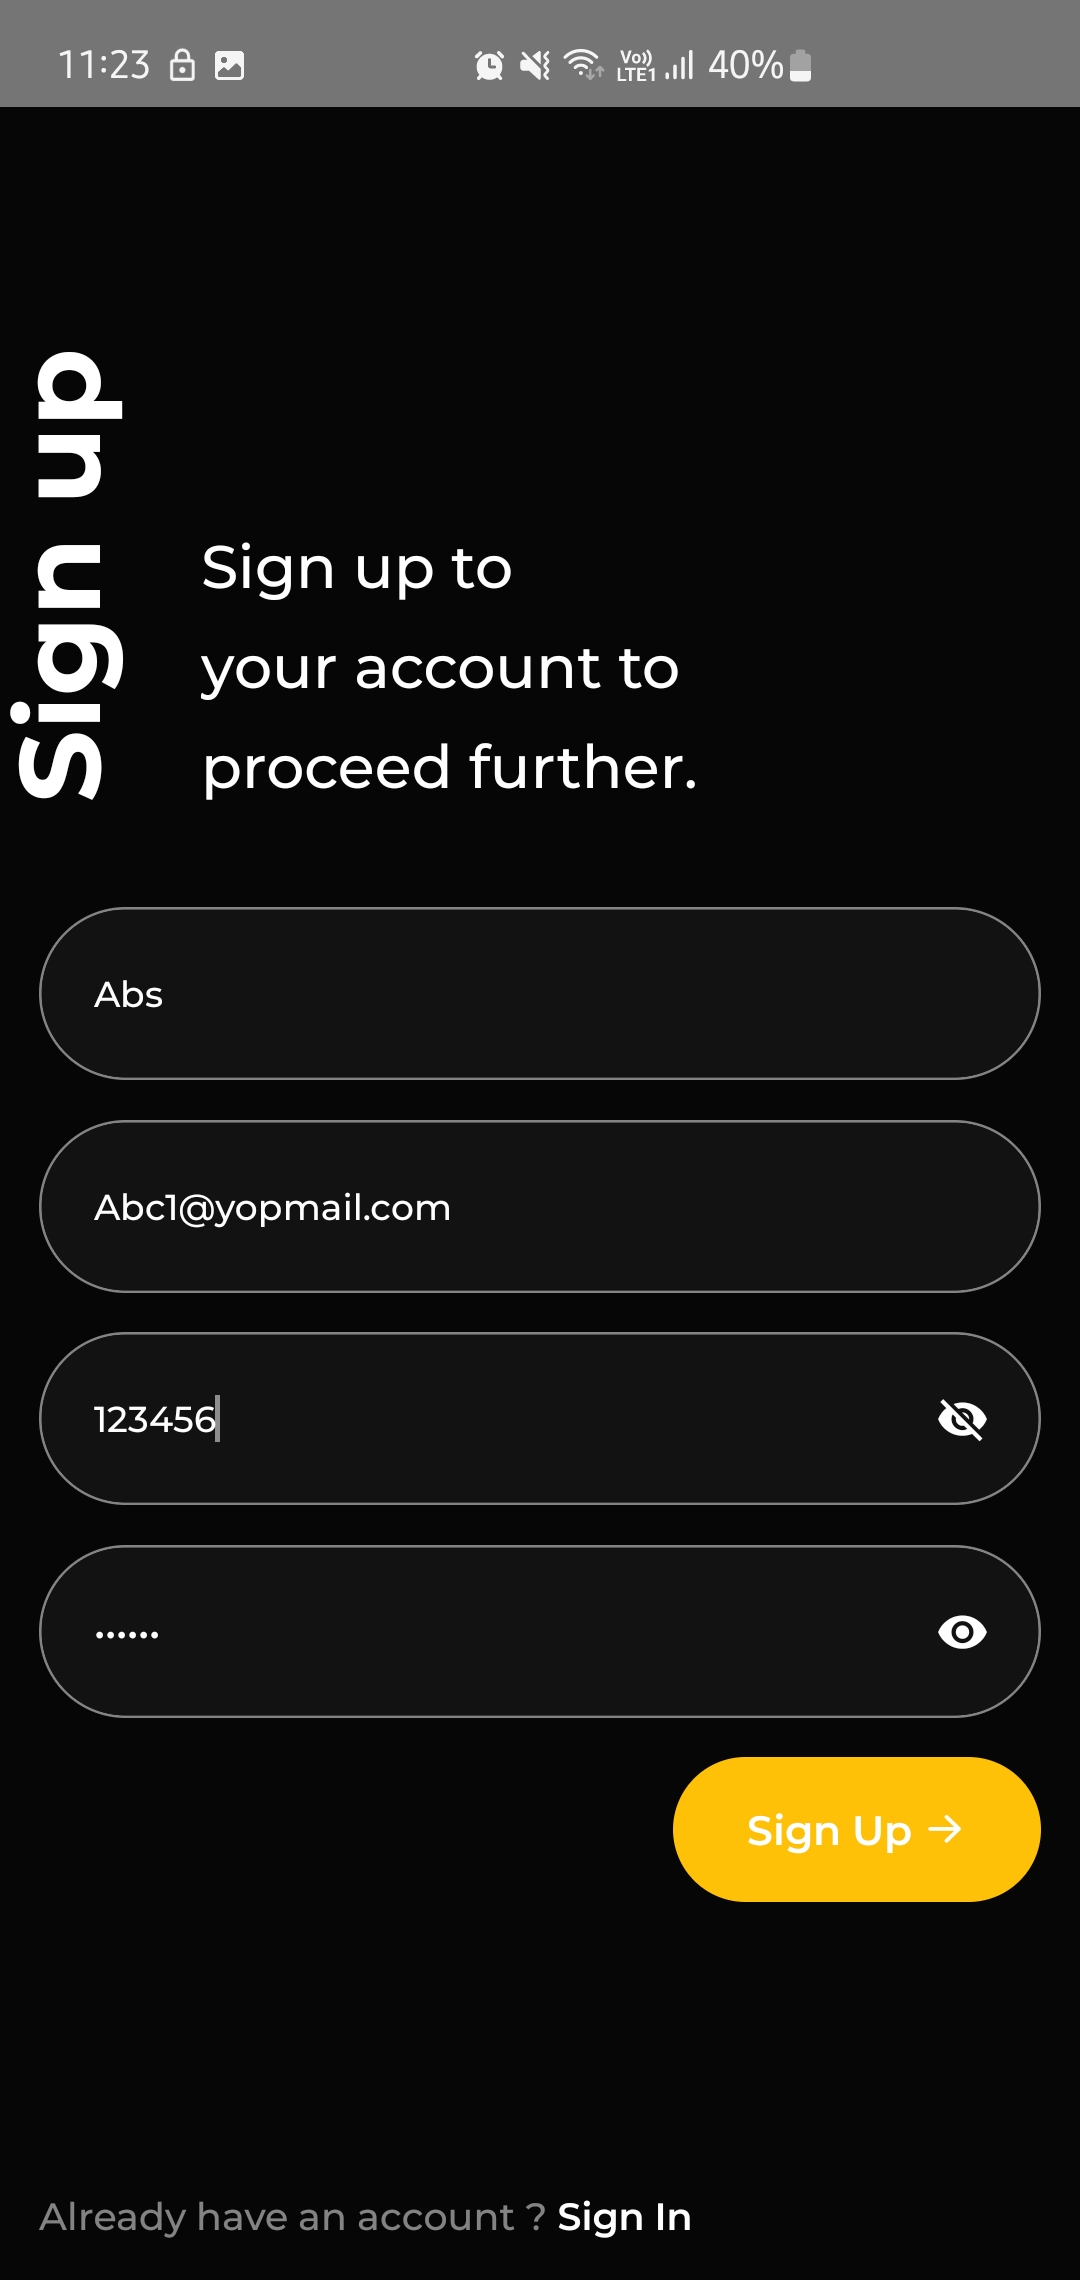 11:23
Vo)) LTE1 40%
Sign up
Sign up to
your account to
proceed further.
Abs
Abc1@yopmail.com
123456
••••••
Sign Up →
Already have an account ? Sign In